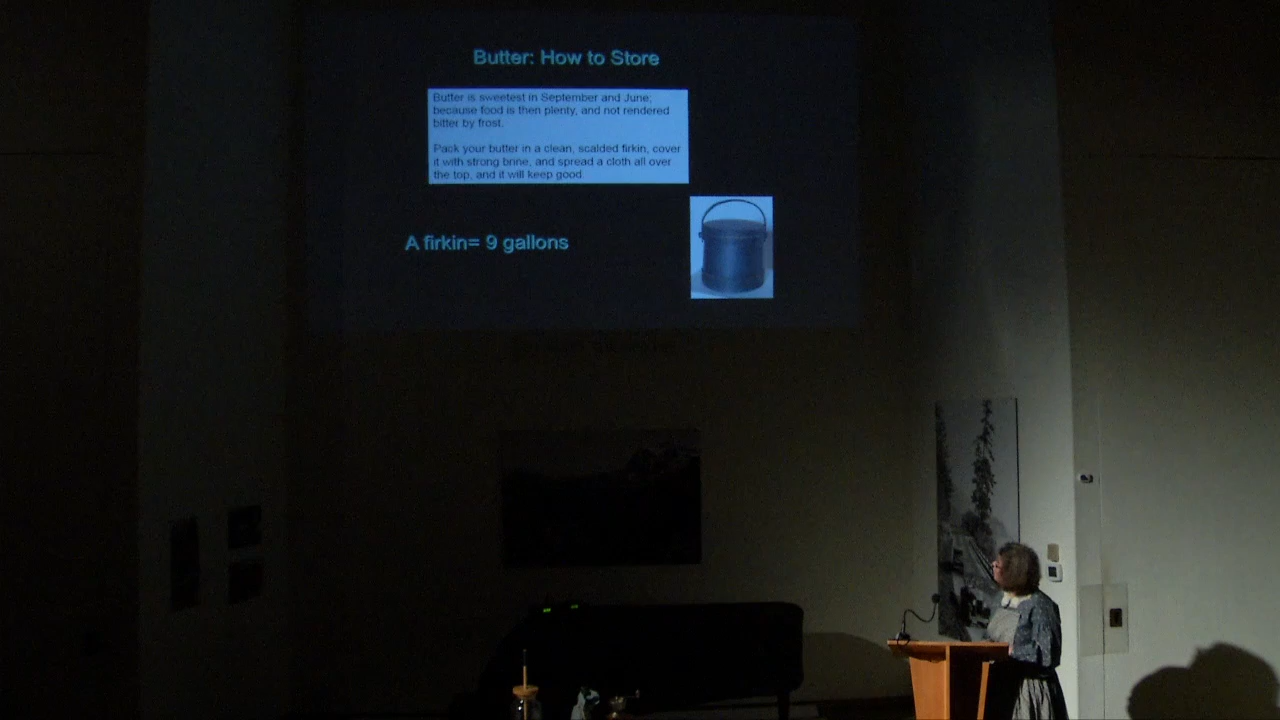 Butter: How to Store
Butter is sweetest in September and June;
because food is then plenty, and not rendered
bitter by frost.
Pack your butter in a clean, scalded firkin, cover
it with strong brine, and spread a cloth all over
the top, and it will keep good.
A firkin= 9 gallons